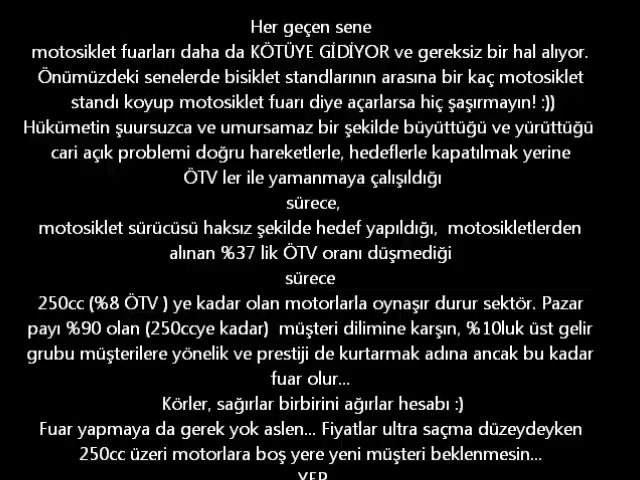 Her geçen sene
motosiklet fuarları daha da KÖTÜYE GİDİYOR ve gereksiz bir hal alıyor.
Önümüzdeki senelerde bisiklet standlarının arasına bir kaç motosiklet
standı koyup motosiklet fuarı diye açarlarsa hiç şaşırmayın! :))
Hükümetin şuursuzca ve umursamaz bir şekilde büyüttüğü ve yürüttüğü
cari açık problemi doğru hareketlerle, hedeflerle kapatılmak yerine
ÖTV ler ile yamanmaya çalışıldığı
sürece,
motosiklet sürücüsü haksız şekilde hedef yapıldığı, motosikletlerden
alınan %37 lik ÖTV oranı düşmediği
sürece
250cc (%8 ÖTV ) ye kadar olan motorlarla oynaşır durur sektör. Pazar
payı %90 olan (250ccye kadar) müşteri dilimine karşın, %10luk üst gelir
grubu müşterilere yönelik ve prestiji de kurtarmak adına ancak bu kadar
fuar olur...
Körler, sağırlar birbirini ağırlar hesabı :)
Fuar yapmaya da gerek yok aslen... Fiyatlar ultra saçma düzeydeyken
250cc üzeri motorlara boş yere yeni müşteri beklenmesin...